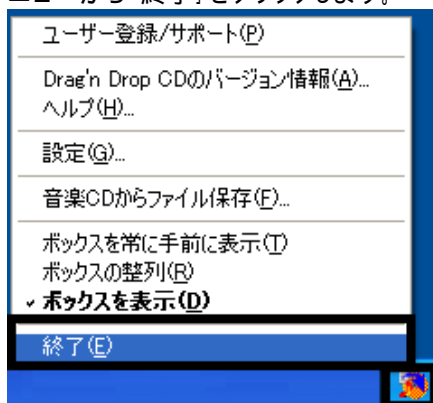 ユーザー登録/サポート(P)
Drag'n Drop CDのバージョン情報(A)...
ヘルプ(H)...
設定(G)...
音楽CDからファイル保存(F)...
ボックスを常に手前に表示(T)
ボックスの整列(R)
ボックスを表示(D)
終了(E)